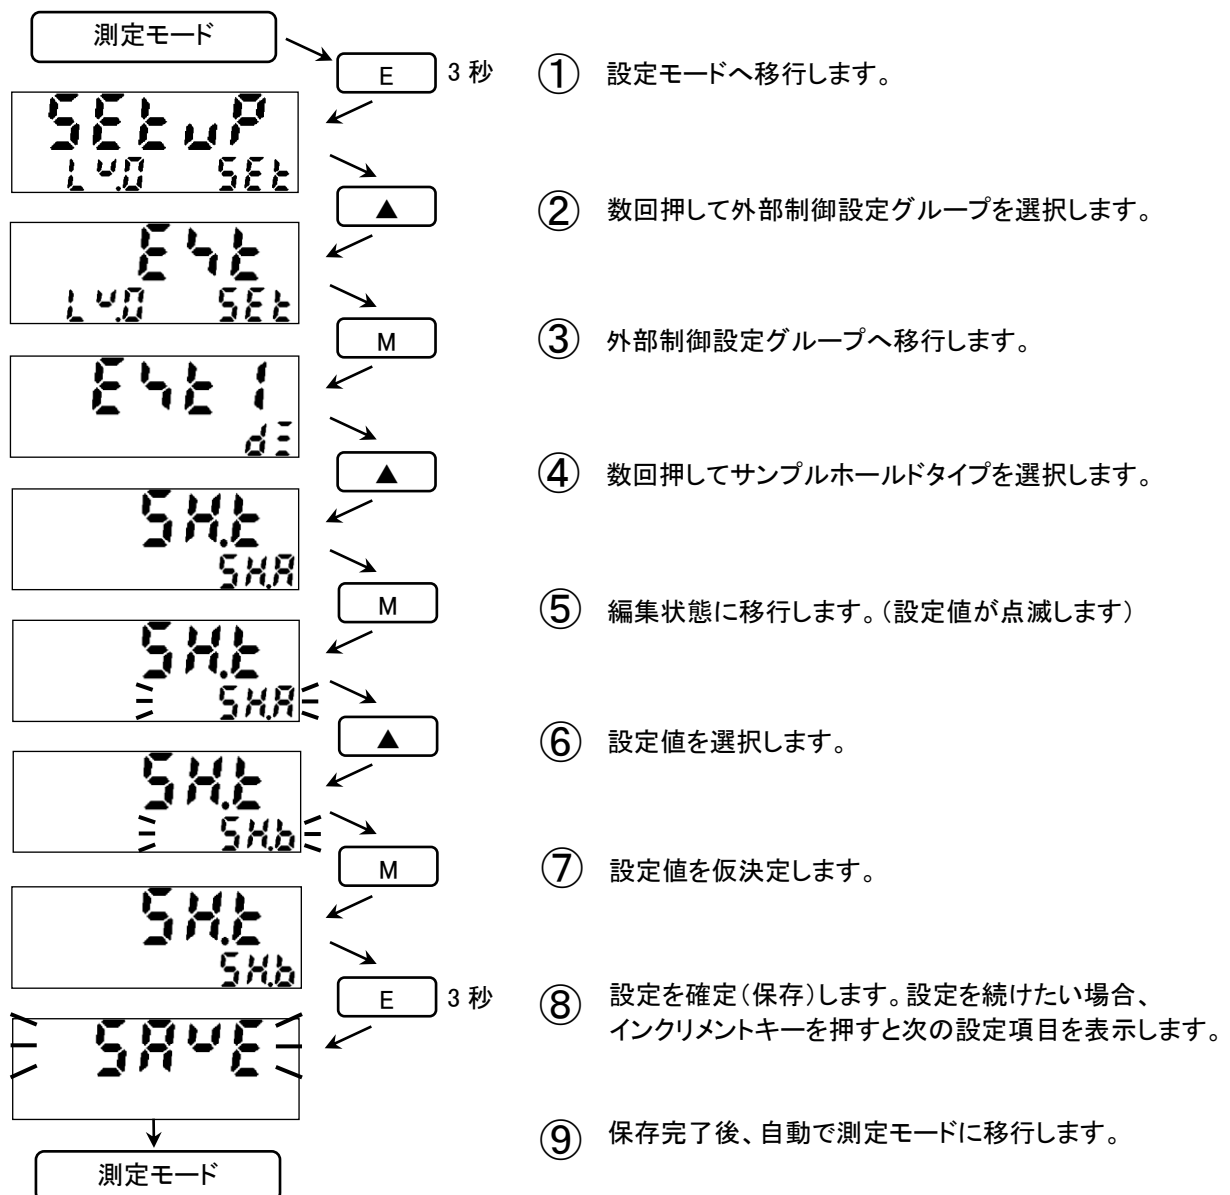 測定モード
E 3 秒 ① 設定モードへ移行します。
SEtuP
Lv.0 SEt
▲ ② 数回押して外部制御設定グループを選択します。
E4t
Lv.0 SEt
M ③ 外部制御設定グループへ移行します。
E4t 1
▲ ④ 数回押してサンプルホールドタイプを選択します。
SH.t
SH.A
M ⑤ 編集状態に移行します。(設定値が点滅します)
SH.t
SH.A
▲ ⑥ 設定値を選択します。
SH.t
SH.b
M ⑦ 設定値を仮決定します。
SH.t
SH.b
E 3 秒 ⑧ 設定を確定(保存)します。設定を続けたい場合、
インクリメントキーを押すと次の設定項目を表示します。
SAvE
⑨ 保存完了後、自動で測定モードに移行します。
測定モード